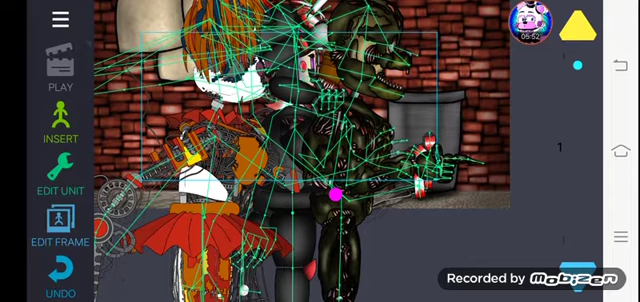 PLAY
INSERT
EDIT UNIT
EDIT FRAME
UNDO
05:52
1
Recorded by mobizen